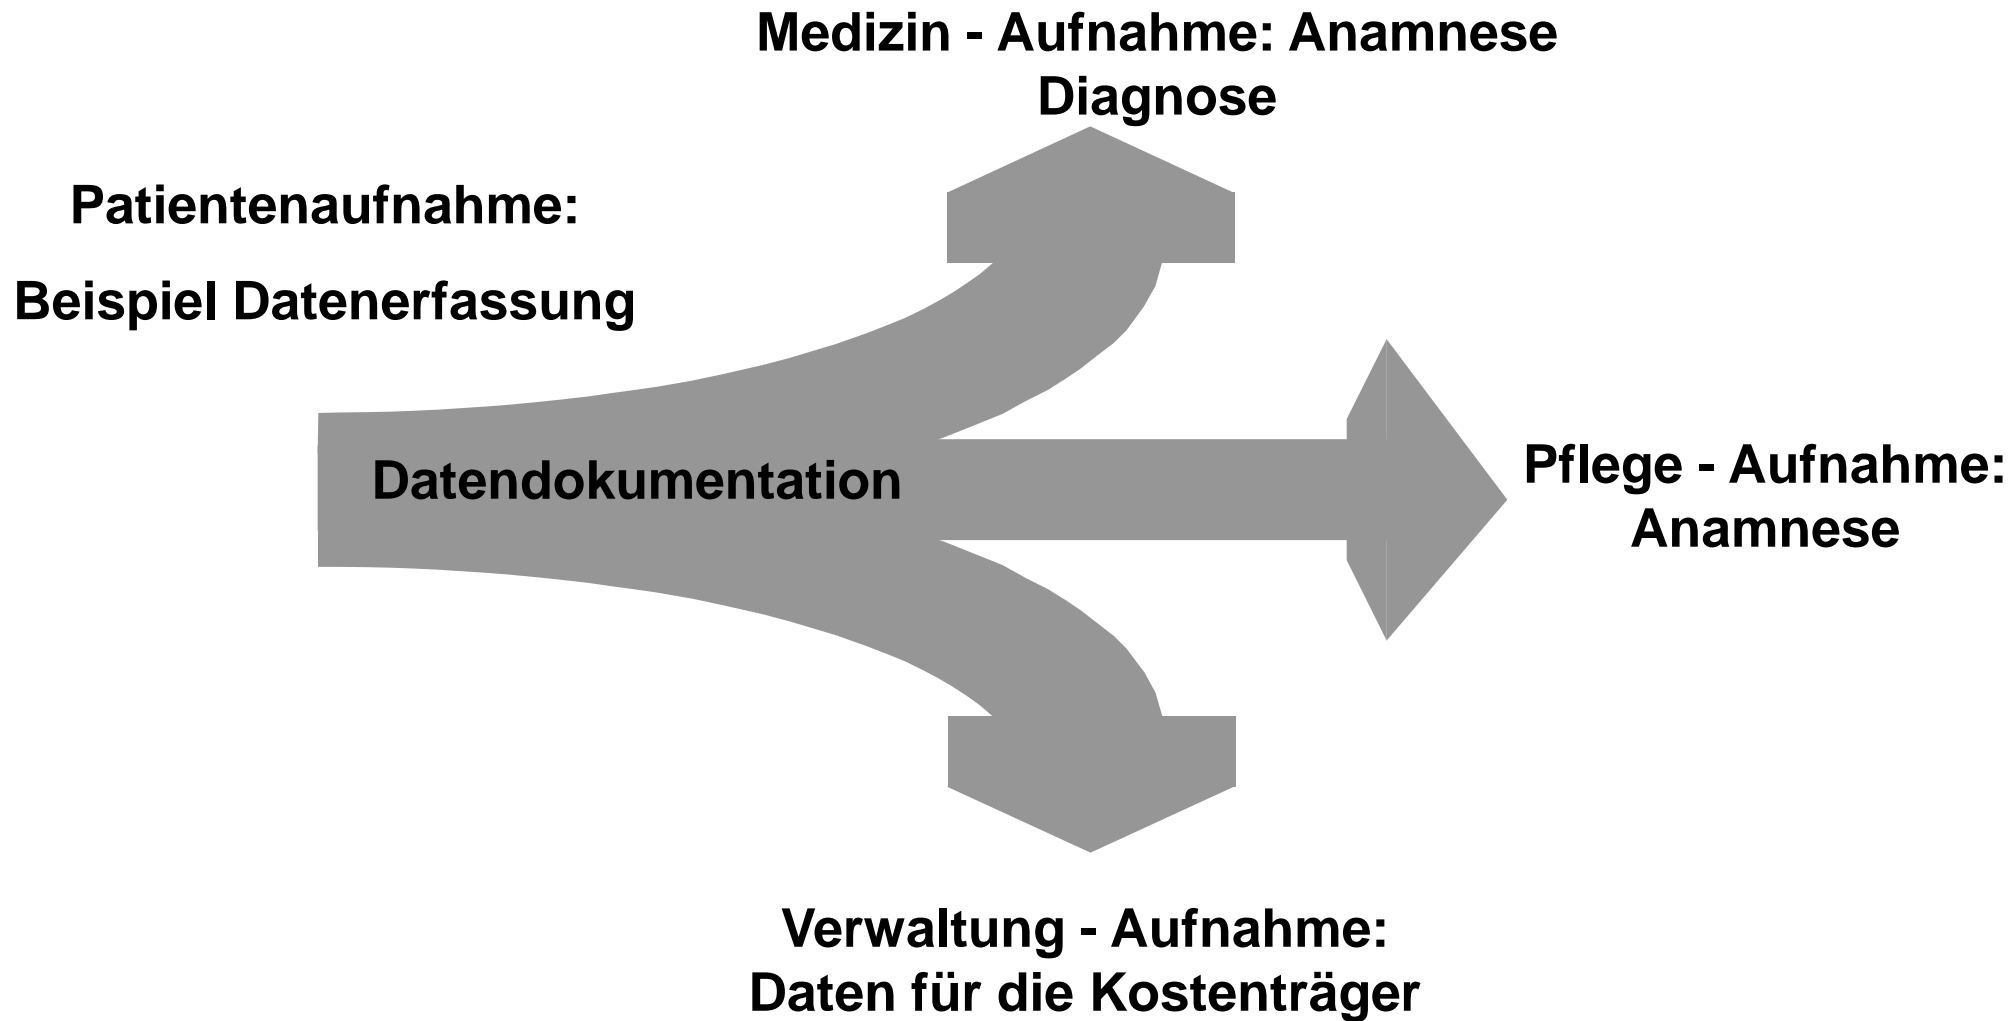 Medizin - Aufnahme: Anamnese
Diagnose
Patientenaufnahme:
Beispiel Datenerfassung
Datendokumentation
Pflege - Aufnahme:
Anamnese
Verwaltung - Aufnahme:
Daten für die Kostenträger